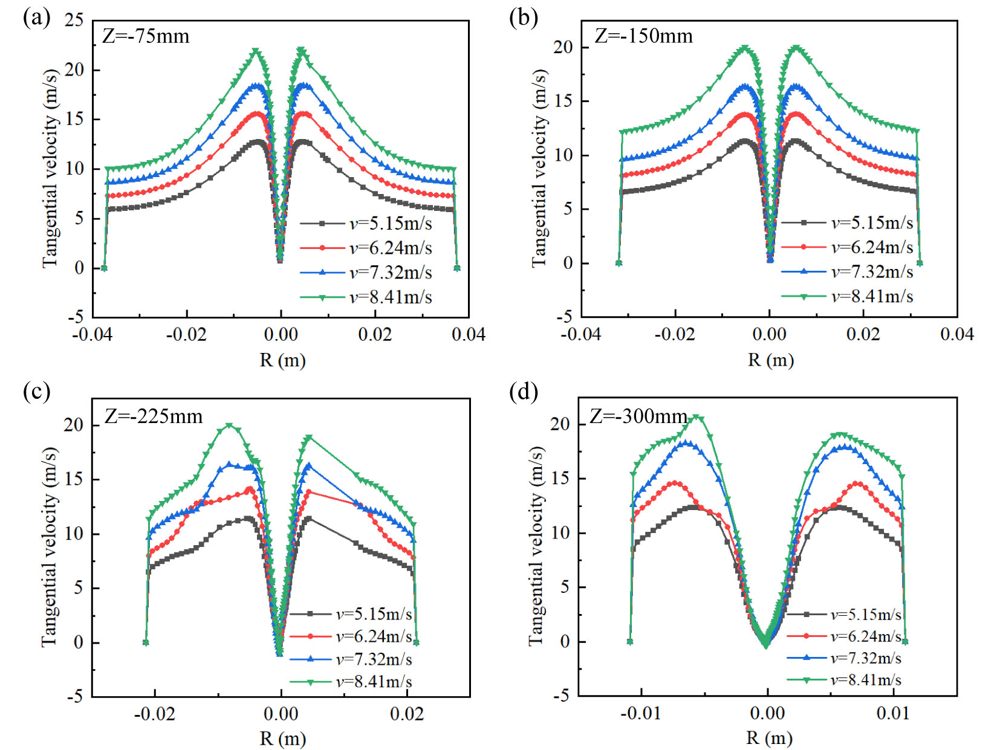 (a)
Z=-75mm
Tangential velocity (m/s)
25
20
15
10
5
0
-5
v=5.15m/s
v=6.24m/s
v=7.32m/s
v=8.41m/s
-0.04 -0.02 0.00 0.02 0.04
R (m)
(b)
Z=-150mm
Tangential velocity (m/s)
20
15
10
5
0
-5
v=5.15m/s
v=6.24m/s
v=7.32m/s
v=8.41m/s
-0.04 -0.02 0.00 0.02 0.04
R (m)
(c)
Z=-225mm
Tangential velocity (m/s)
20
15
10
5
0
-5
v=5.15m/s
v=6.24m/s
v=7.32m/s
v=8.41m/s
-0.02 0.00 0.02
R (m)
(d)
Z=-300mm
Tangential velocity (m/s)
20
15
10
5
0
-5
v=5.15m/s
v=6.24m/s
v=7.32m/s
v=8.41m/s
-0.01 0.00 0.01
R (m)